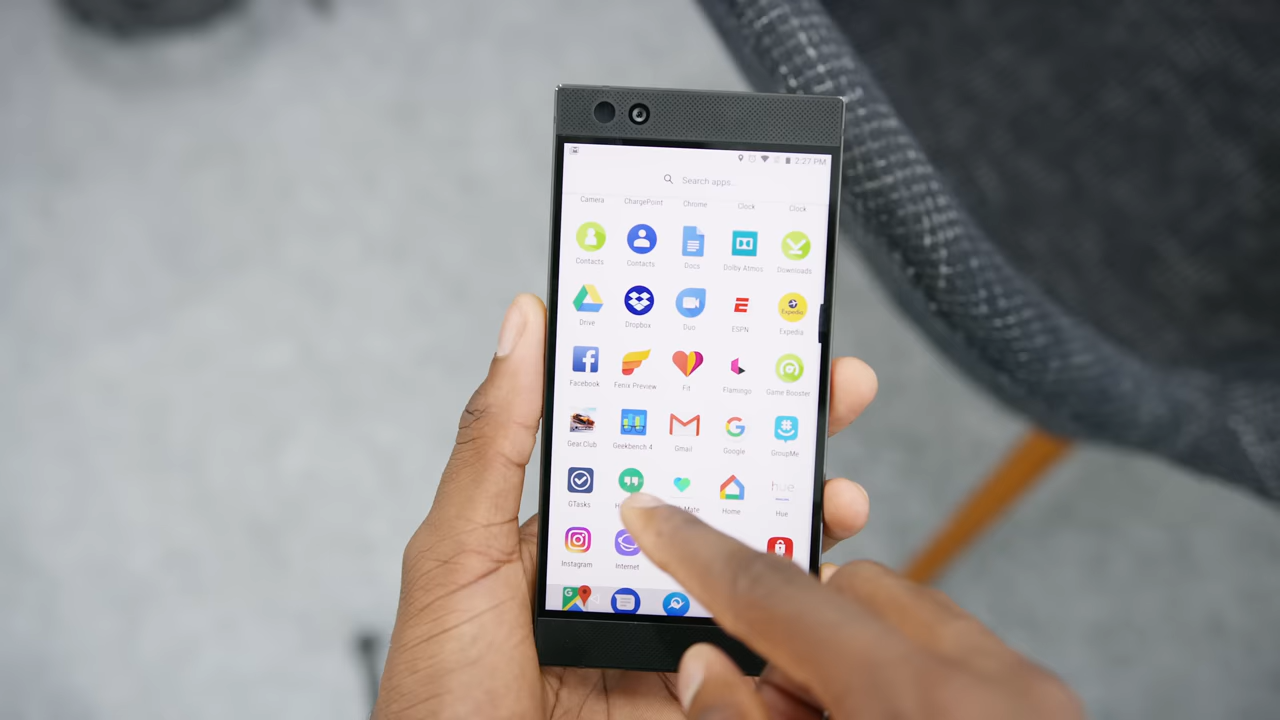 2:27 PM
Search apps...
Camera ChargePoint Chrome Clock Clock
Contacts Contacts Docs Dolby Atmos Downloads
Drive Dropbox Duo ESPN Expedia
Facebook Fenix Preview Fit Flamingo Game Booster
Gear.Club Geekbench 4 Gmail Google GroupMe
GTasks Mate Home Hue
Instagram Internet